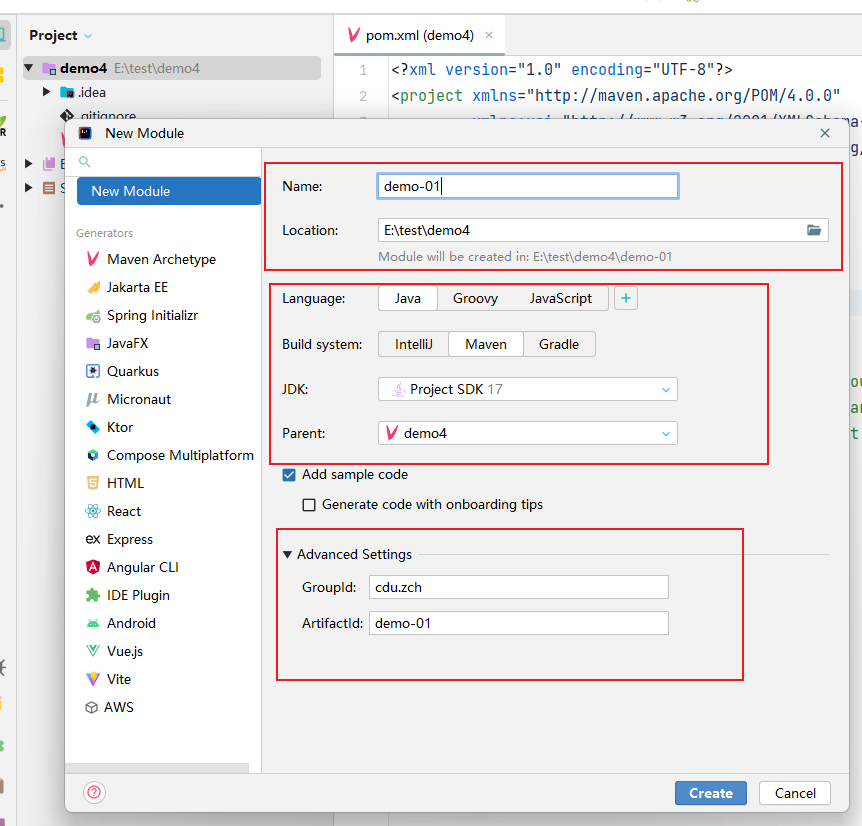 Project
pom.xml (demo4)
demo4 E:\test\demo4
.idea
.gitignore
1 <?xml version="1.0" encoding="UTF-8"?>
2 <project xmlns="http://maven.apache.org/POM/4.0.0"
New Module
New Module
Generators
Maven Archetype
Jakarta EE
Spring Initializr
JavaFX
Quarkus
Micronaut
Ktor
Compose Multiplatform
HTML
React
Express
Angular CLI
IDE Plugin
Android
Vue.js
Vite
AWS
Name: demo-01
Location: E:\test\demo4
Module will be created in: E:\test\demo4\demo-01
Language: Java Groovy JavaScript +
Build system: IntelliJ Maven Gradle
JDK: Project SDK 17
Parent: demo4
Add sample code
Generate code with onboarding tips
Advanced Settings
GroupId: cdu.zch
ArtifactId: demo-01
? Create Cancel